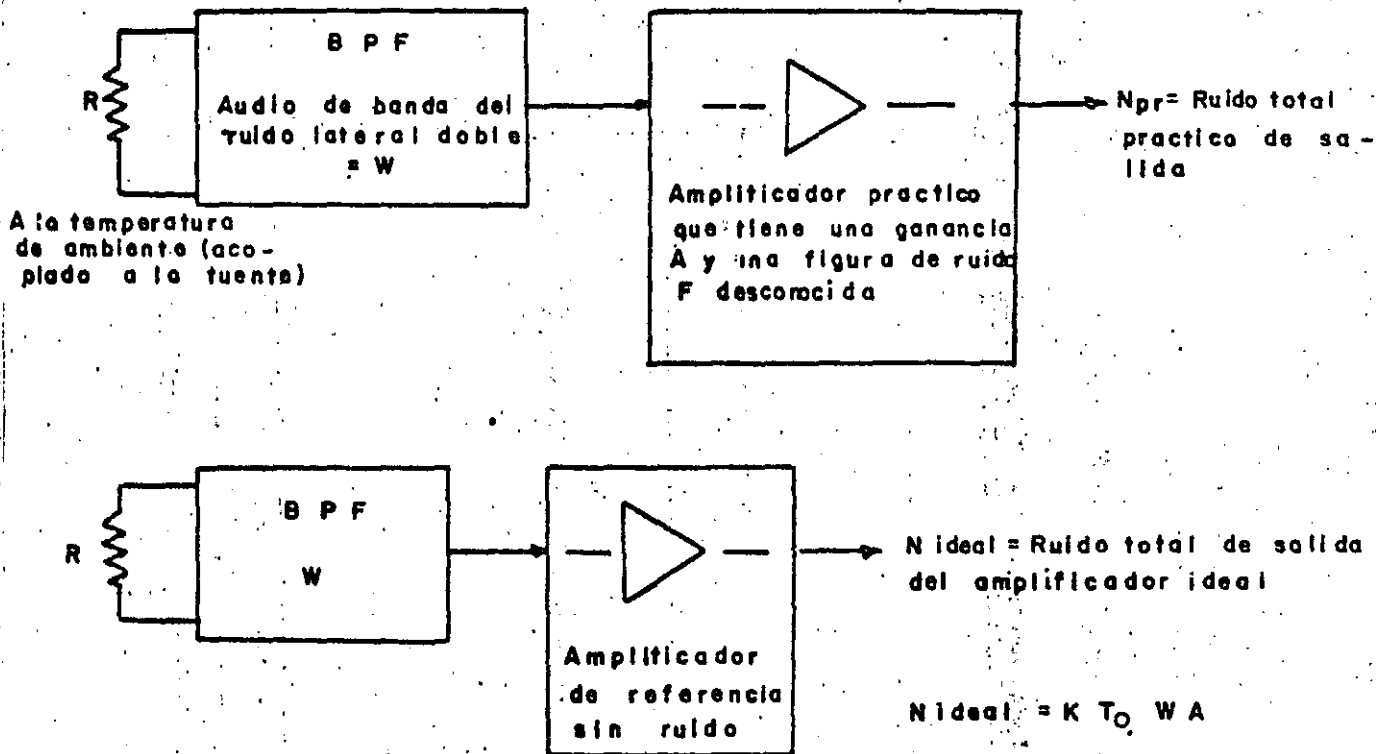 B P F
R
Audio de banda del
ruido lateral doble
= W
Npr= Ruido total
practico de sa-
lida
Amplificador practico
que tiene una ganancia
A y una figura de ruido
F desconocida
A la temperatura
de ambiente (aco-
plado a la fuente)
B P F
R
W
N ideal = Ruido total de salida
del amplificador ideal
Amplificador
de referencia
sin ruido
N ideal = K To W A